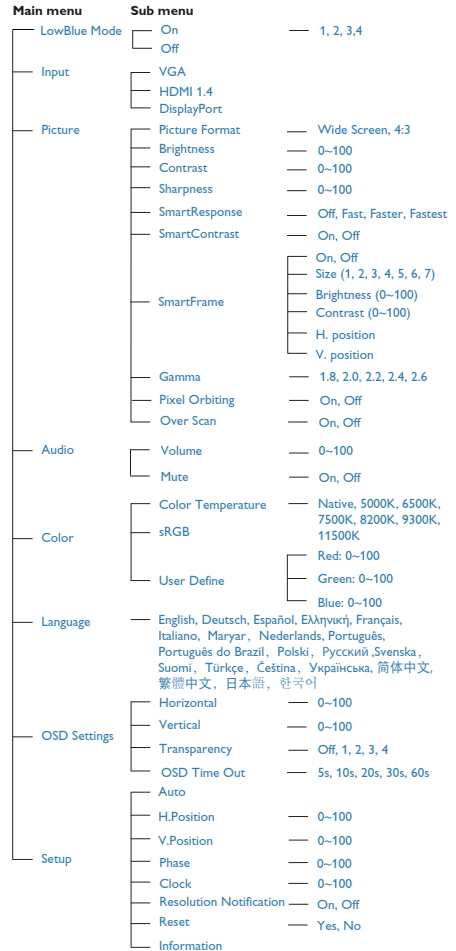 Main menu Sub menu
LowBlue Mode On 1, 2, 3,4
Off
Input VGA
HDMI 1.4
DisplayPort
Picture Picture Format Wide Screen, 4:3
Brightness 0~100
Contrast 0~100
Sharpness 0~100
SmartResponse Off, Fast, Faster, Fastest
SmartContrast On, Off
SmartFrame On, Off
Size (1, 2, 3, 4, 5, 6, 7)
Brightness (0~100)
Contrast (0~100)
H. position
V. position
Gamma 1.8, 2.0, 2.2, 2.4, 2.6
Pixel Orbiting On, Off
Over Scan On, Off
Audio Volume 0~100
Mute On, Off
Color Color Temperature Native, 5000K, 6500K,
7500K, 8200K, 9300K,
11500K
sRGB
User Define Red: 0~100
Green: 0~100
Blue: 0~100
Language English, Deutsch, Español, Ελληνική, Français,
Italiano, Maryar, Nederlands, Português,
Português do Brazil, Polski, Русский ,Svenska,
Suomi, Türkçe, Čeština, Українська, 简体中文,
繁體中文, 日本語, 한국어
OSD Settings Horizontal 0~100
Vertical 0~100
Transparency Off, 1, 2, 3, 4
OSD Time Out 5s, 10s, 20s, 30s, 60s
Setup Auto
H.Position 0~100
V.Position 0~100
Phase 0~100
Clock 0~100
Resolution Notification On, Off
Reset Yes, No
Information